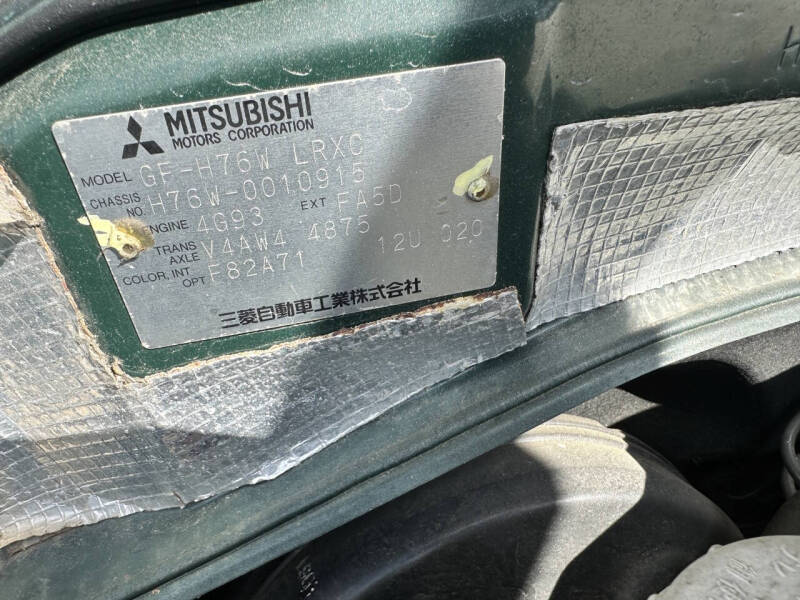 MITSUBISHI
MOTORS CORPORATION
MODEL GF-H76W LRXC
CHASSIS NO. H76W-0010915
ENGINE 4G93 EXT FA5D
TRANS AXLE V4AW4 4875
COLOR, INT OPT F82A71 12U 020
三菱自動車工業株式会社
H